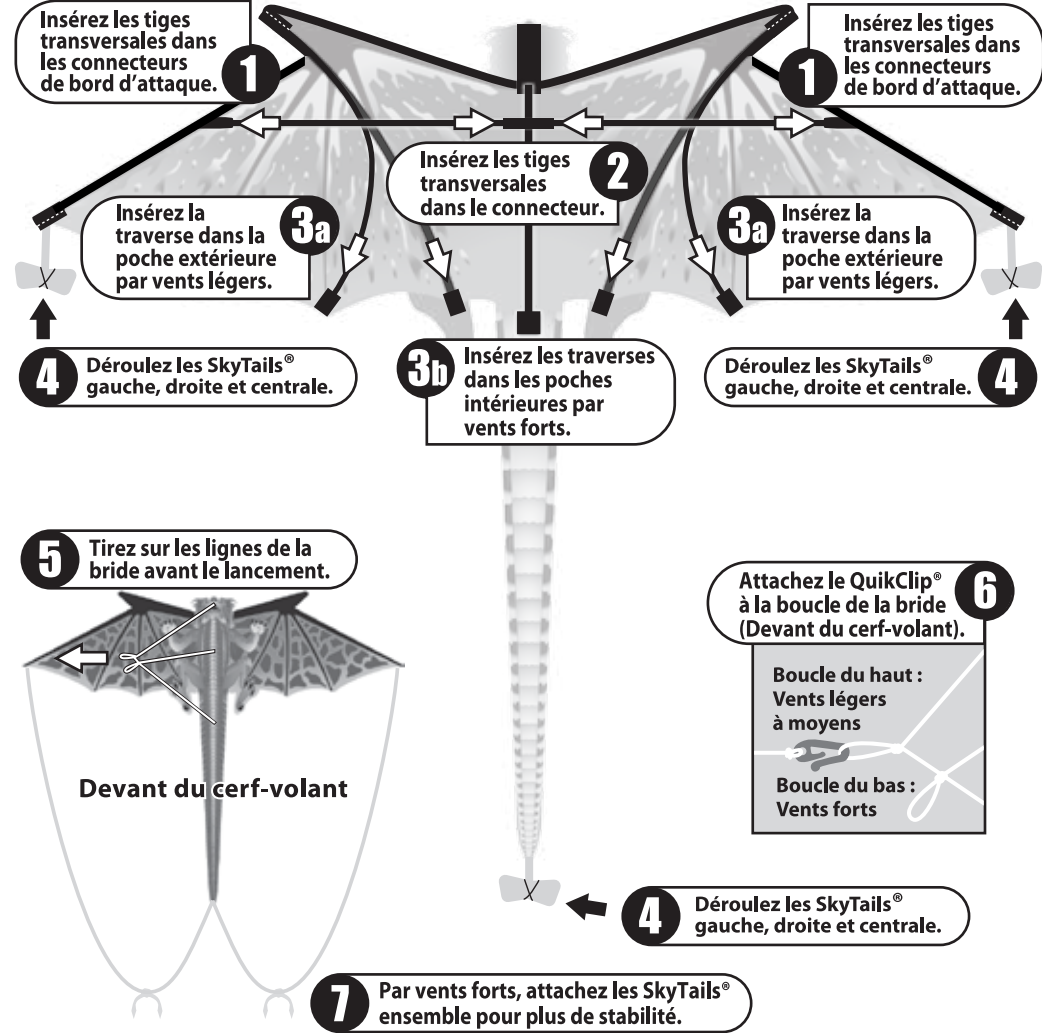 Insérez les tiges
transversales dans
les connecteurs
de bord d'attaque.
1
Insérez les tiges
transversales dans
les connecteurs
de bord d'attaque.
1
Insérez les tiges
transversales
dans le connecteur.
2
Insérez la
traverse dans la
poche extérieure
par vents légers.
3a
3a
Insérez la
traverse dans la
poche extérieure
par vents légers.
4
Déroulez les SkyTails®
gauche, droite et centrale.
3b
Insérez les traverses
dans les poches
intérieures par
vents forts.
Déroulez les SkyTails®
gauche, droite et centrale.
4
5
Tirez sur les lignes de la
bride avant le lancement.
Devant du cerf-volant
Attachez le QuikClip®
à la boucle de la bride
(Devant du cerf-volant).
6
Boucle du haut :
Vents légers
à moyens
Boucle du bas :
Vents forts
4
Déroulez les SkyTails®
gauche, droite et centrale.
7
Par vents forts, attachez les SkyTails®
ensemble pour plus de stabilité.